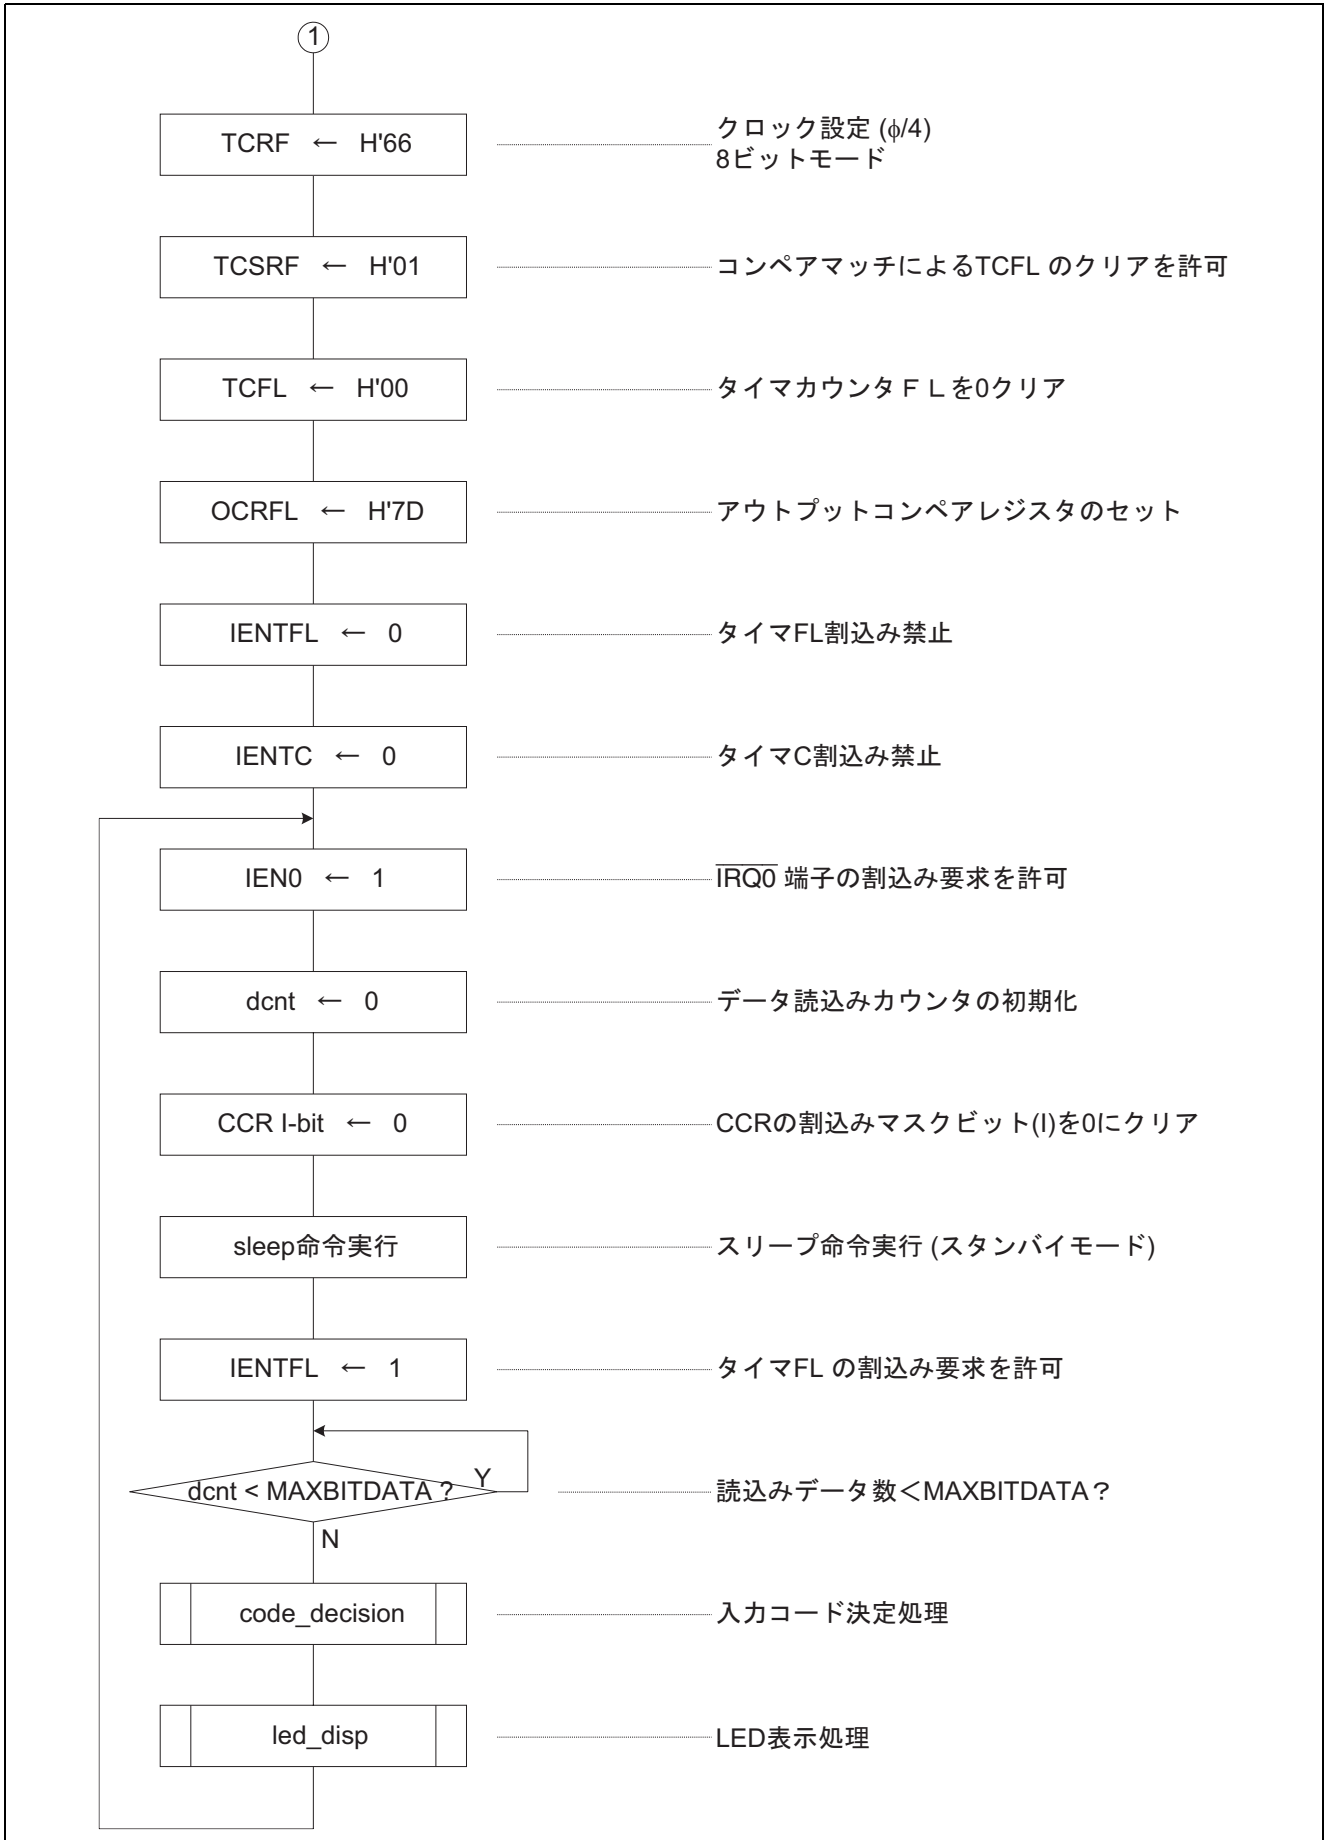 1
TCRF ← H'66
クロック設定 (ϕ/4)
8ビットモード
TCSRF ← H'01
コンペアマッチによるTCFL のクリアを許可
TCFL ← H'00
タイマカウンタＦＬを0クリア
OCRFL ← H'7D
アウトプットコンペアレジスタのセット
IENTFL ← 0
タイマFL割込み禁止
IENTC ← 0
タイマC割込み禁止
IEN0 ← 1
I̅R̅Q̅0̅ 端子の割込み要求を許可
dcnt ← 0
データ読込みカウンタの初期化
CCR I-bit ← 0
CCRの割込みマスクビット(I)を0にクリア
sleep命令実行
スリープ命令実行 (スタンバイモード)
IENTFL ← 1
タイマFL の割込み要求を許可
dcnt < MAXBITDATA ?
Y
読込みデータ数＜MAXBITDATA？
N
code_decision
入力コード決定処理
led_disp
LED表示処理